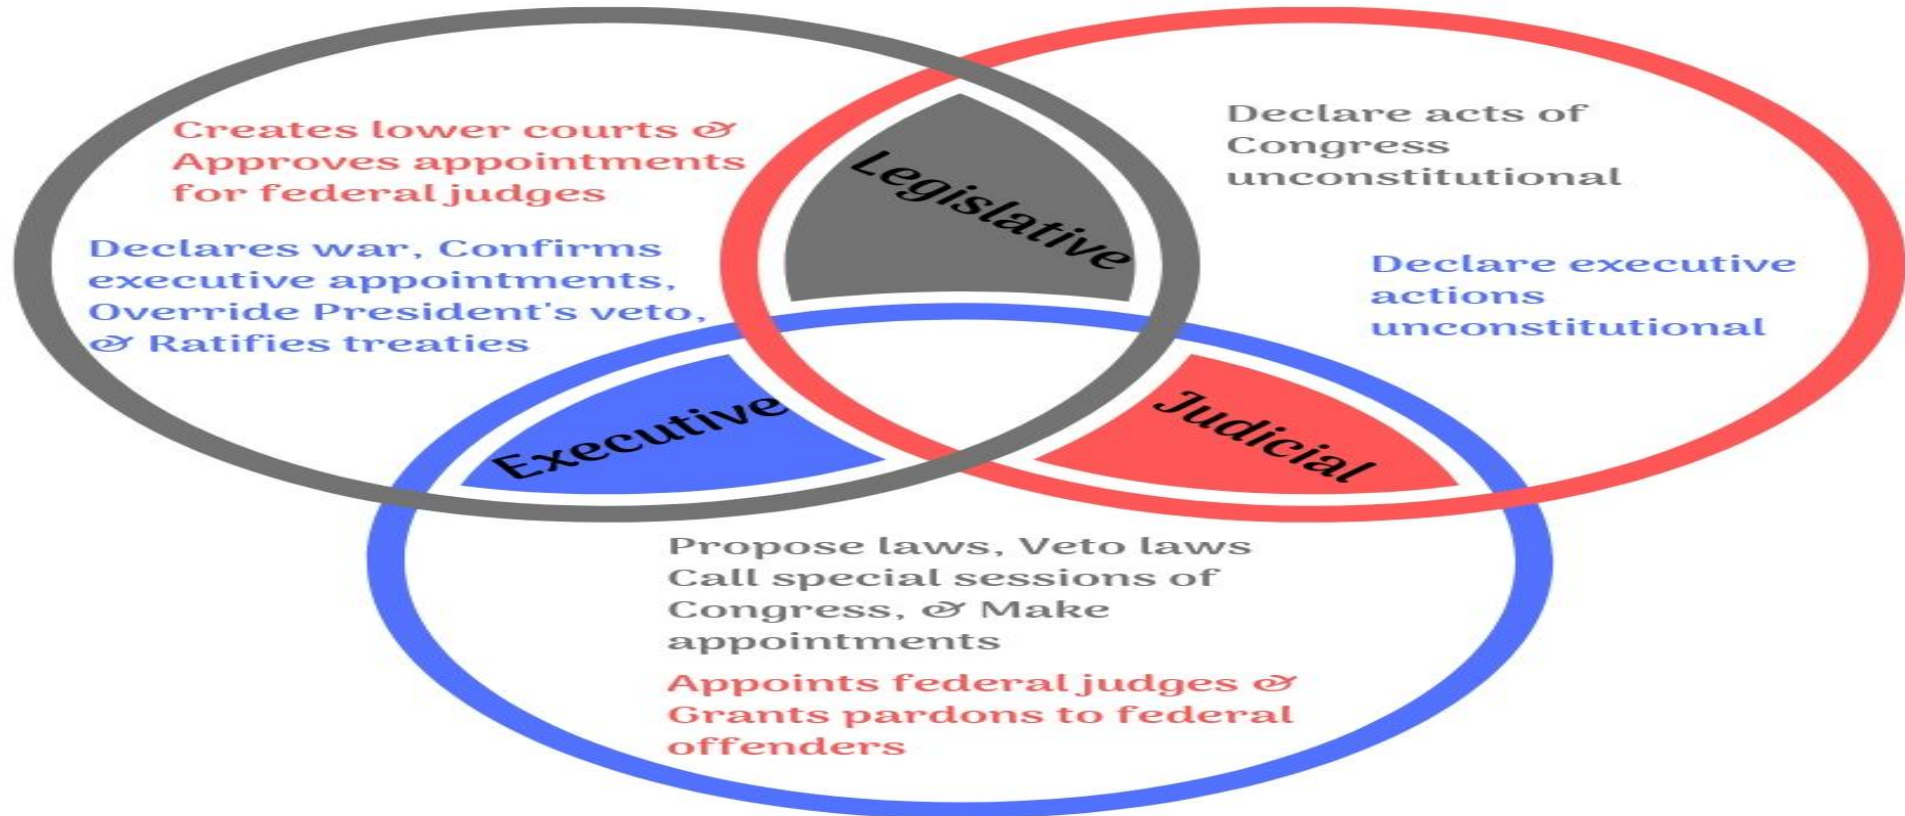 Creates lower courts &
Approves appointments
for federal judges
Declares war, Confirms
executive appointments,
Override President's veto,
& Ratifies treaties
Legislative
Declare acts of
Congress
unconstitutional
Declare executive
actions
unconstitutional
Executive
Judicial
Propose laws, Veto laws
Call special sessions of
Congress, & Make
appointments
Appoints federal judges &
Grants pardons to federal
offenders